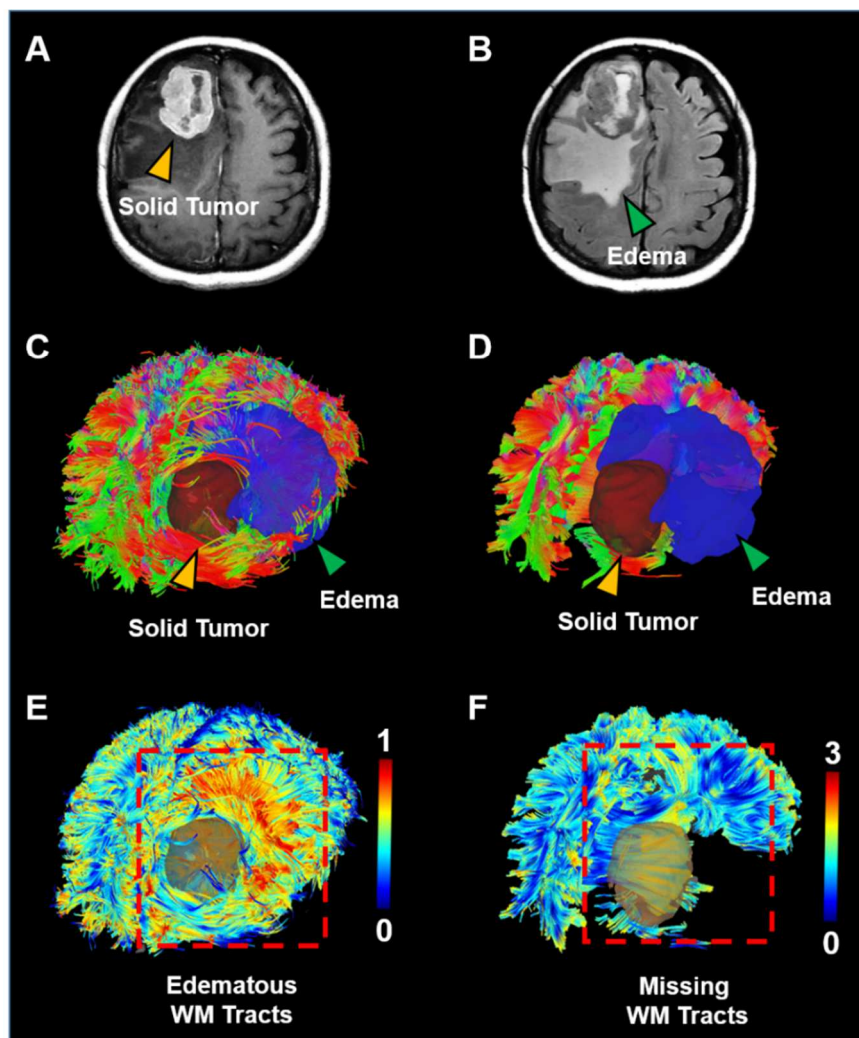 A
B
Solid Tumor
Edema
C
D
Edema
Solid Tumor
Edema
Solid Tumor
E
F
1
3
0
0
Edematous
WM Tracts
Missing
WM Tracts